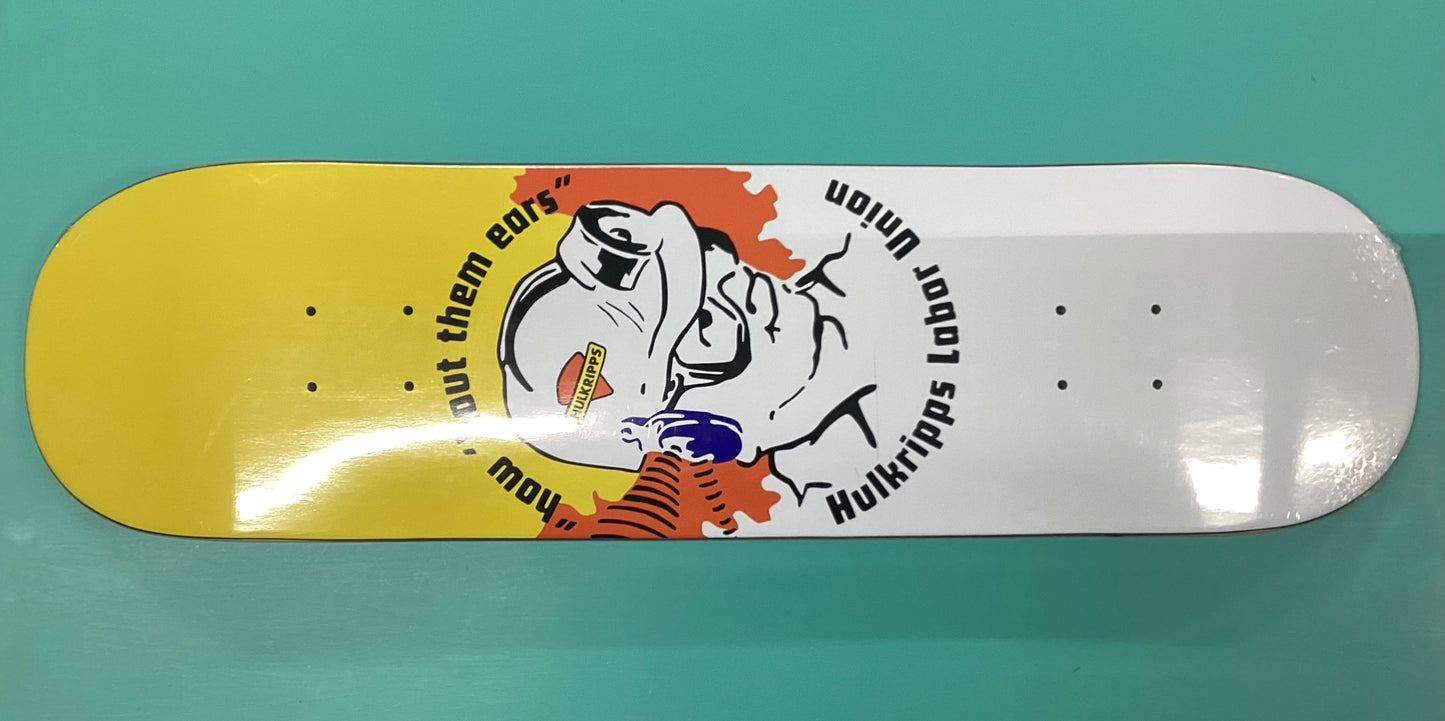 "how 'bout them ears"
HULKRIPPS
Hulkripps Labor Union